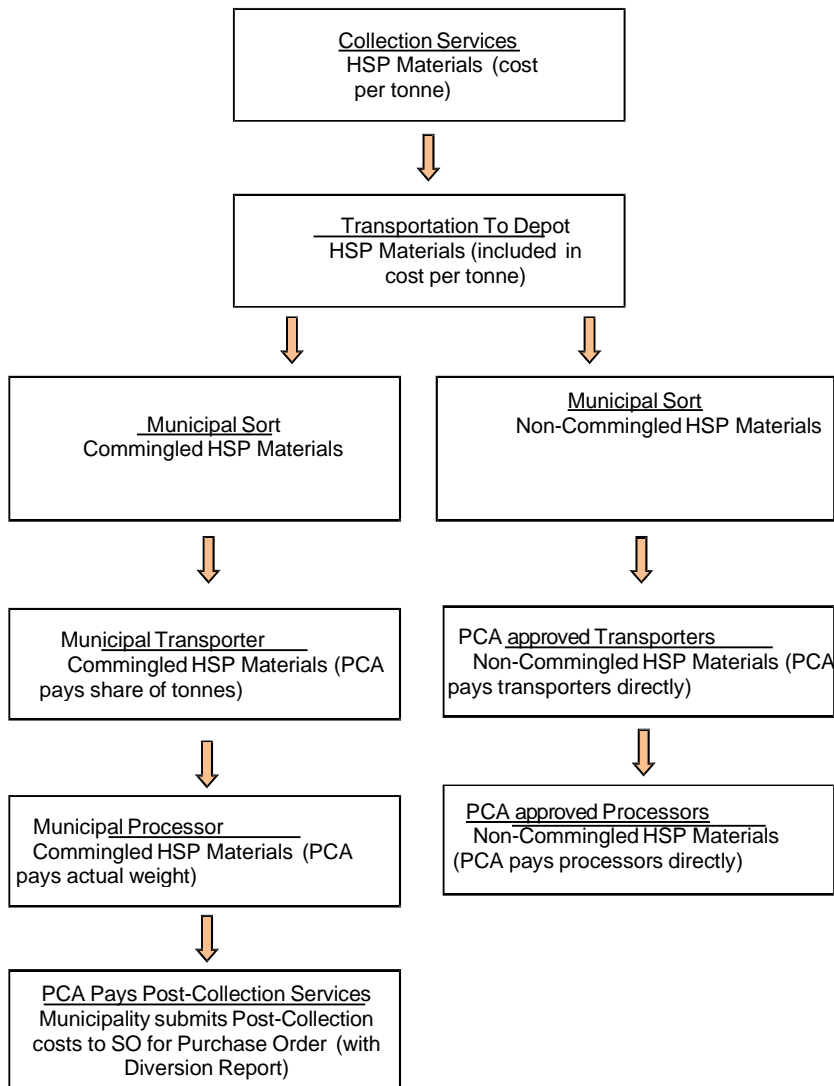 Collection Services
HSP Materials (cost
per tonne)
Transportation To Depot
HSP Materials (included in
cost per tonne)
Municipal Sort
Commingled HSP Materials
Municipal Sort
Non-Commingled HSP Materials
Municipal Transporter
Commingled HSP Materials (PCA
pays share of tonnes)
PCA approved Transporters
Non-Commingled HSP Materials (PCA
pays transporters directly)
Municipal Processor
Commingled HSP Materials (PCA
pays actual weight)
PCA approved Processors
Non-Commingled HSP Materials
(PCA pays processors directly)
PCA Pays Post-Collection Services
Municipality submits Post-Collection
costs to SO for Purchase Order (with
Diversion Report)